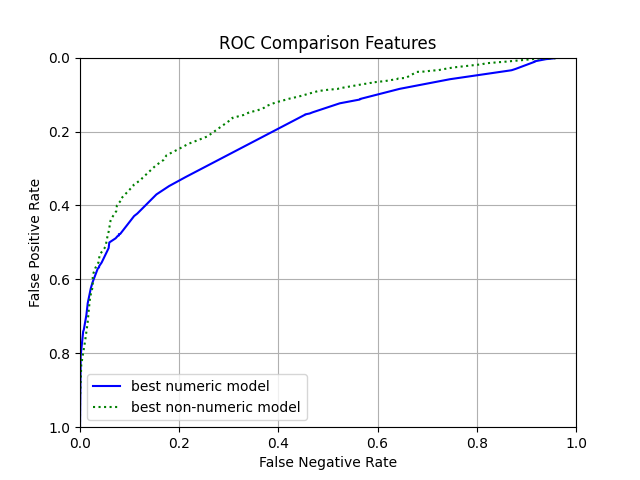 ROC Comparison Features
False Positive Rate
0.0
0.2
0.4
0.6
0.8
1.0
best numeric model
best non-numeric model
0.0 0.2 0.4 0.6 0.8 1.0
False Negative Rate